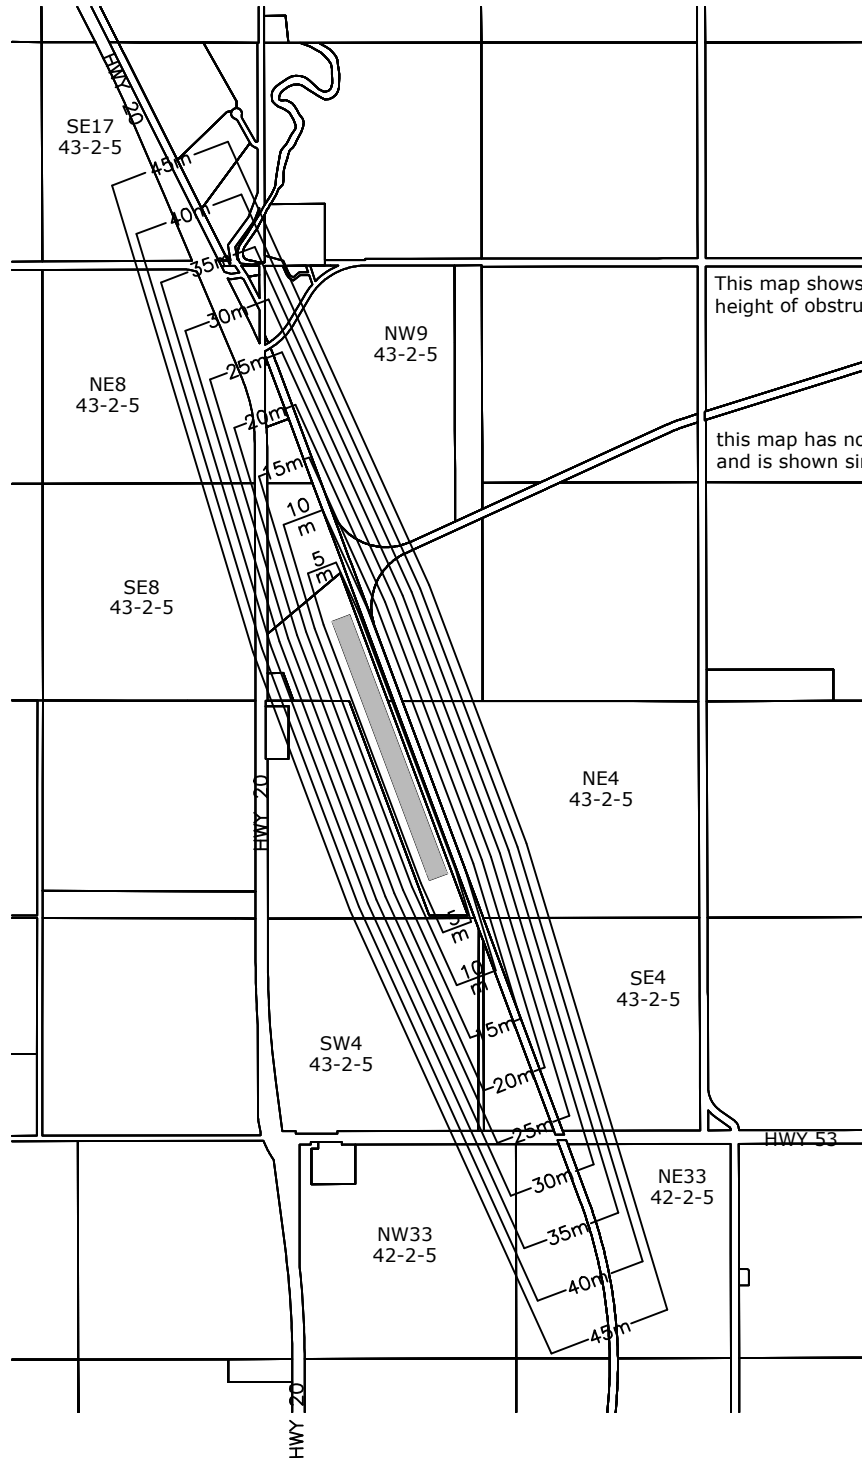 HWY 20
SE17
43-2-5
45m
40m
35m
30m
This map shows
height of obstru
NW9
43-2-5
25m
NE8
43-2-5
20m
this map has no
and is shown si
15m
10
m
5
m
SE8
43-2-5
NE4
43-2-5
HWY 20
5
m
10
m
SE4
43-2-5
15m
SW4
43-2-5
20m
25m
HWY 53
30m
NE33
42-2-5
35m
NW33
42-2-5
40m
45m
HWY 20